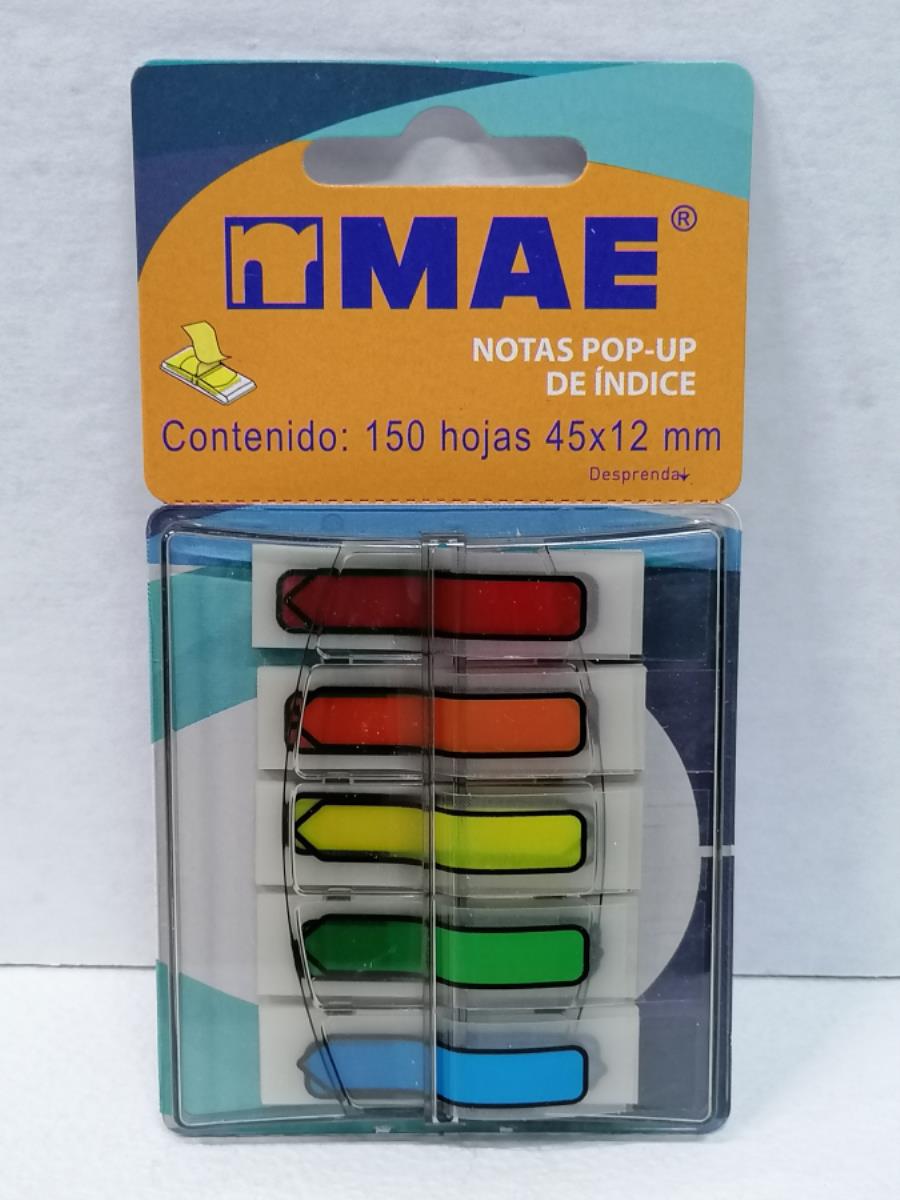 MAE®
NOTAS POP-UP
DE ÍNDICE
Contenido: 150 hojas 45x12 mm
Desprenda